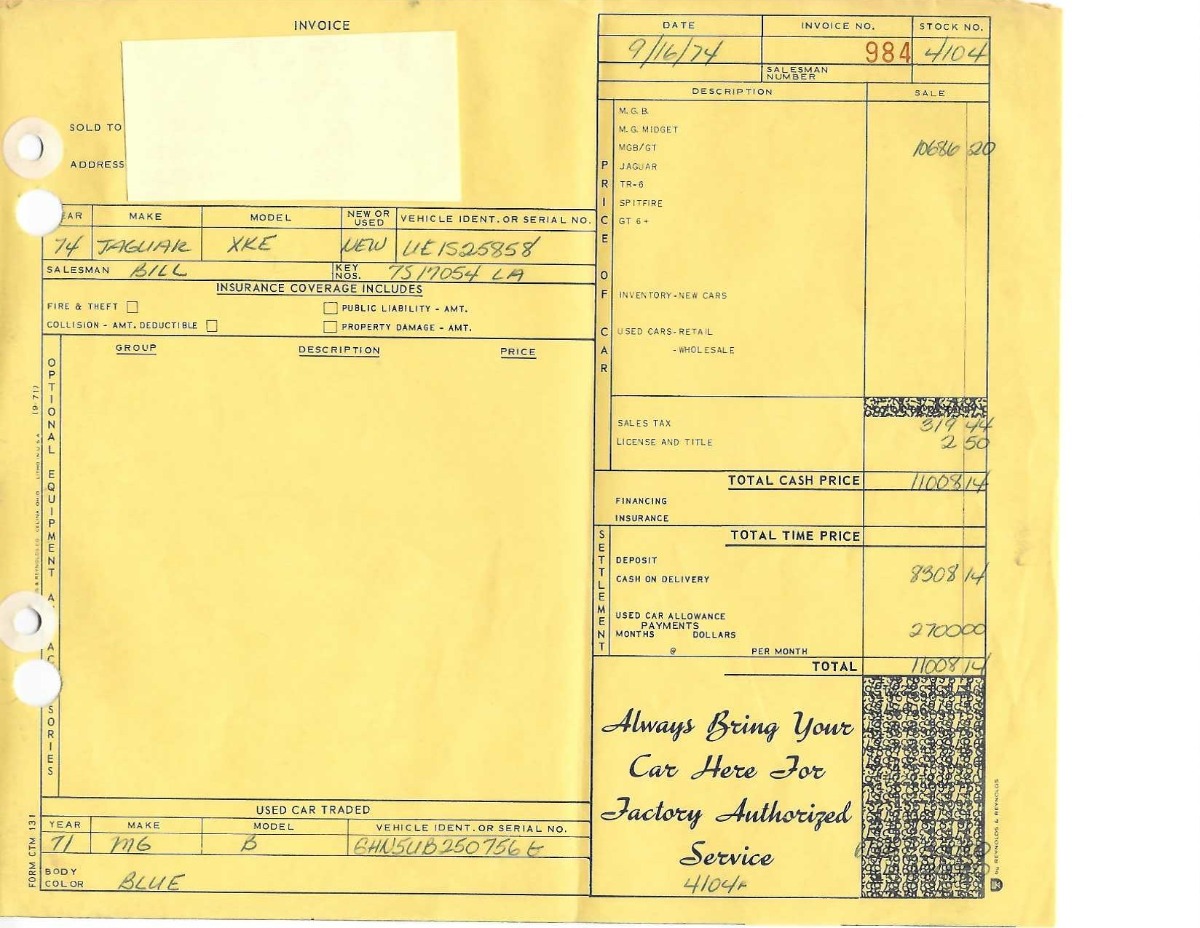 INVOICE
SOLD TO
ADDRESS
YEAR MAKE MODEL NEW OR USED VEHICLE IDENT. OR SERIAL NO.
74 JAGUAR XKE NEW UE1S25858
SALESMAN BILL KEY NOS. 7S17054 LA
INSURANCE COVERAGE INCLUDES
FIRE & THEFT PUBLIC LIABILITY - AMT.
COLLISION - AMT. DEDUCTIBLE PROPERTY DAMAGE - AMT.
OPTIONAL EQUIPMENT A ACCESSORIES
GROUP DESCRIPTION PRICE
USED CAR TRADED
YEAR MAKE MODEL VEHICLE IDENT. OR SERIAL NO.
71 MG B GHN5UB250756G
BODY COLOR BLUE
FORM CTM 131
DATE INVOICE NO. STOCK NO.
9/16/74 984 4104
SALESMAN NUMBER
DESCRIPTION SALE
PRICE OF CAR
M.G.B.
M.G. MIDGET
MGB/GT 10686 20
JAGUAR
TR-6
SPITFIRE
GT 6+
INVENTORY-NEW CARS
USED CARS-RETAIL
-WHOLESALE
SALES TAX 319 44
LICENSE AND TITLE 2 50
TOTAL CASH PRICE 11008 14
FINANCING
INSURANCE
TOTAL TIME PRICE
SETTLEMENT
DEPOSIT
CASH ON DELIVERY 8308 14
USED CAR ALLOWANCE
PAYMENTS
MONTHS DOLLARS 2700 00
@ PER MONTH
TOTAL 11008 14
Always Bring Your
Car Here For
Factory Authorized
Service
by REYNOLDS & REYNOLDS